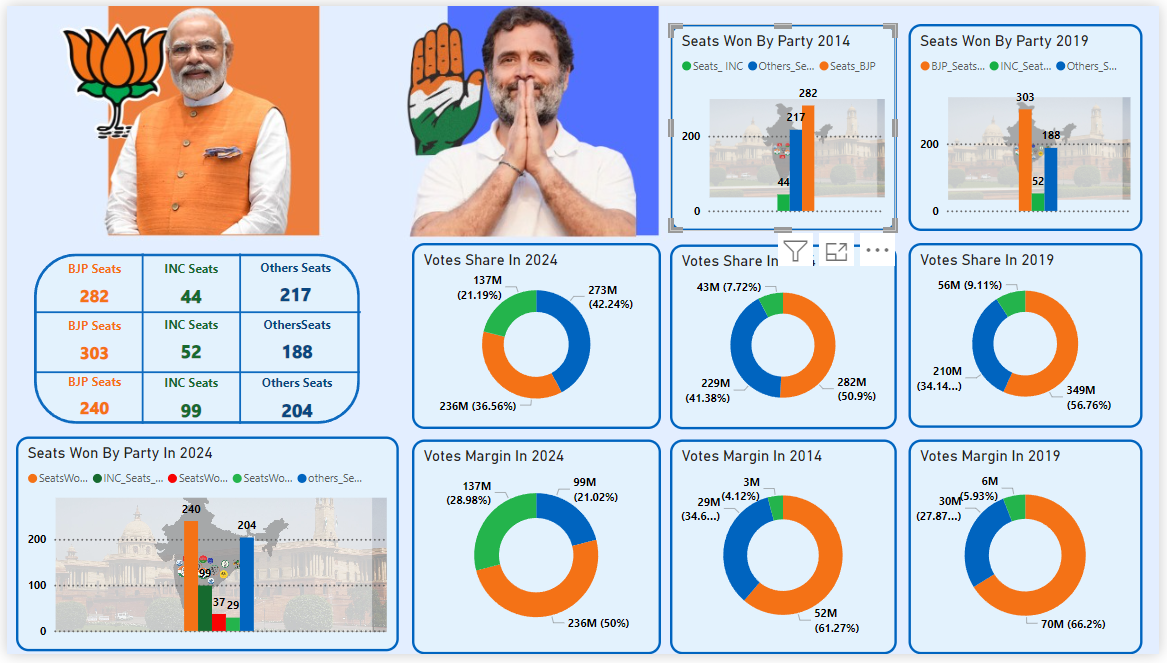 Seats Won By Party 2014
Seats_ INC Others_Se... Seats_BJP
282
217
200
44
0
Seats Won By Party 2019
BJP_Seats... INC_Seat... Others_S...
303
188
200
52
0
BJP Seats INC Seats Others Seats
282 44 217
BJP Seats INC Seats OthersSeats
303 52 188
BJP Seats INC Seats Others Seats
240 99 204
Votes Share In 2024
137M
(21.19%)
273M
(42.24%)
236M (36.56%)
Votes Share In
4
43M (7.72%)
229M
(41.38%)
282M
(50.9%)
Votes Share In 2019
56M (9.11%)
210M
(34.14...)
349M
(56.76%)
Seats Won By Party In 2024
SeatsWo... INC_Seats_... SeatsWo... SeatsWo... others_Se...
240
204
200
99
100
37 29
0
Votes Margin In 2024
137M
(28.98%)
99M
(21.02%)
236M (50%)
Votes Margin In 2014
3M
(4.12%)
29M
(34.6...)
52M
(61.27%)
Votes Margin In 2019
6M
(5.93%)
30M
(27.87...)
70M (66.2%)